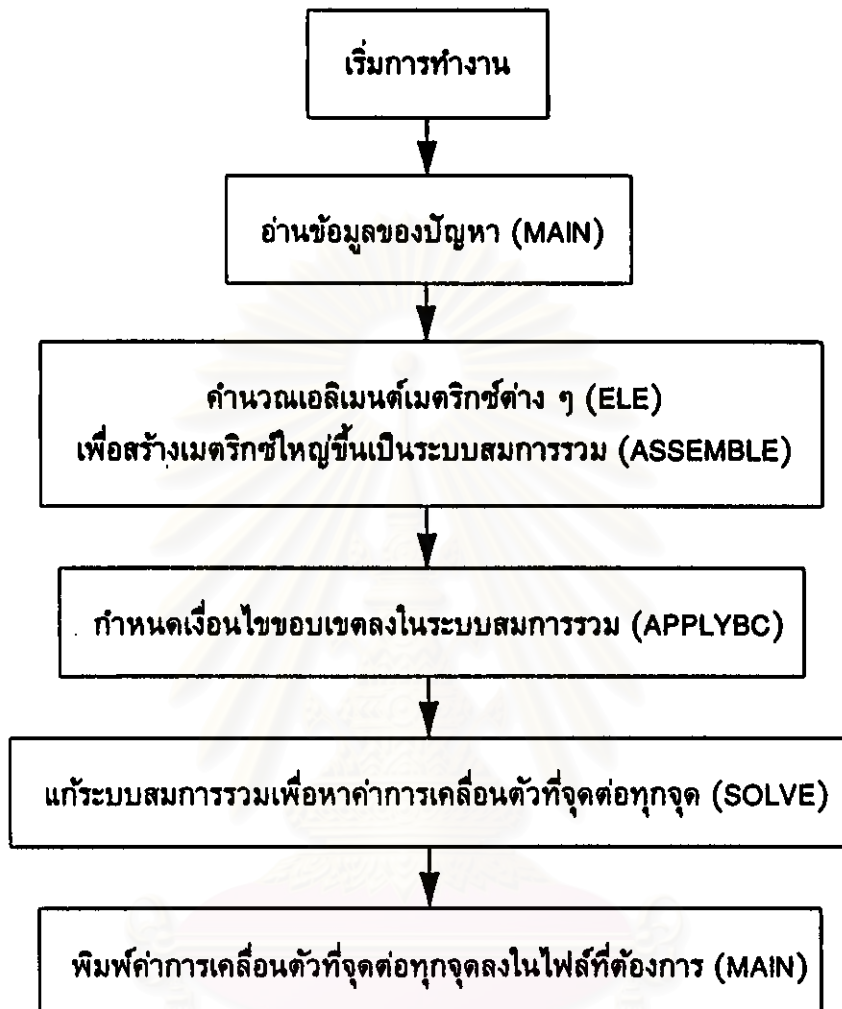 เริ่มการทำงาน
อ่านข้อมูลของปัญหา (MAIN)
คำนวณเอลิเมนต์เมตริกซ์ต่าง ๆ (ELE)
เพื่อสร้างเมตริกซ์ใหญ่ขึ้นเป็นระบบสมการรวม (ASSEMBLE)
กำหนดเงื่อนไขขอบเขตลงในระบบสมการรวม (APPLYBC)
แก้ระบบสมการรวมเพื่อหาค่าการเคลื่อนตัวที่จุดต่อทุกจุด (SOLVE)
พิมพ์ค่าการเคลื่อนตัวที่จุดต่อทุกจุดลงในไฟล์ที่ต้องการ (MAIN)